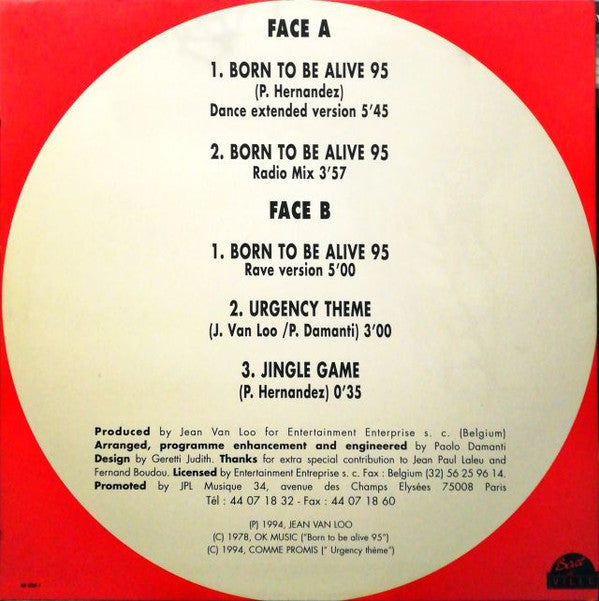 FACE A
1. BORN TO BE ALIVE 95
(P. Hernandez)
Dance extended version 5'45
2. BORN TO BE ALIVE 95
Radio Mix 3'57
FACE B
1. BORN TO BE ALIVE 95
Rave version 5'00
2. URGENCY THEME
(J. Van Loo /P. Damanti) 3'00
3. JINGLE GAME
(P. Hernandez) 0'35
Produced by Jean Van Loo for Entertainment Enterprise s. c. (Belgium)
Arranged, programme enhancement and engineered by Paolo Damanti
Design by Geretti Judith. Thanks for extra special contribution to Jean Paul Laleu and
Fernand Boudou. Licensed by Entertainment Entreprise s. c. Fax : Belgium (32) 56 25 96 14.
Promoted by JPL Musique 34, avenue des Champs Elysées 75008 Paris
Tél : 44 07 18 32 - Fax : 44 07 18 60
(P) 1994, JEAN VAN LOO
(C) 1978, OK MUSIC ("Born to be alive 95")
(C) 1994, COMME PROMIS (" Urgency thème")